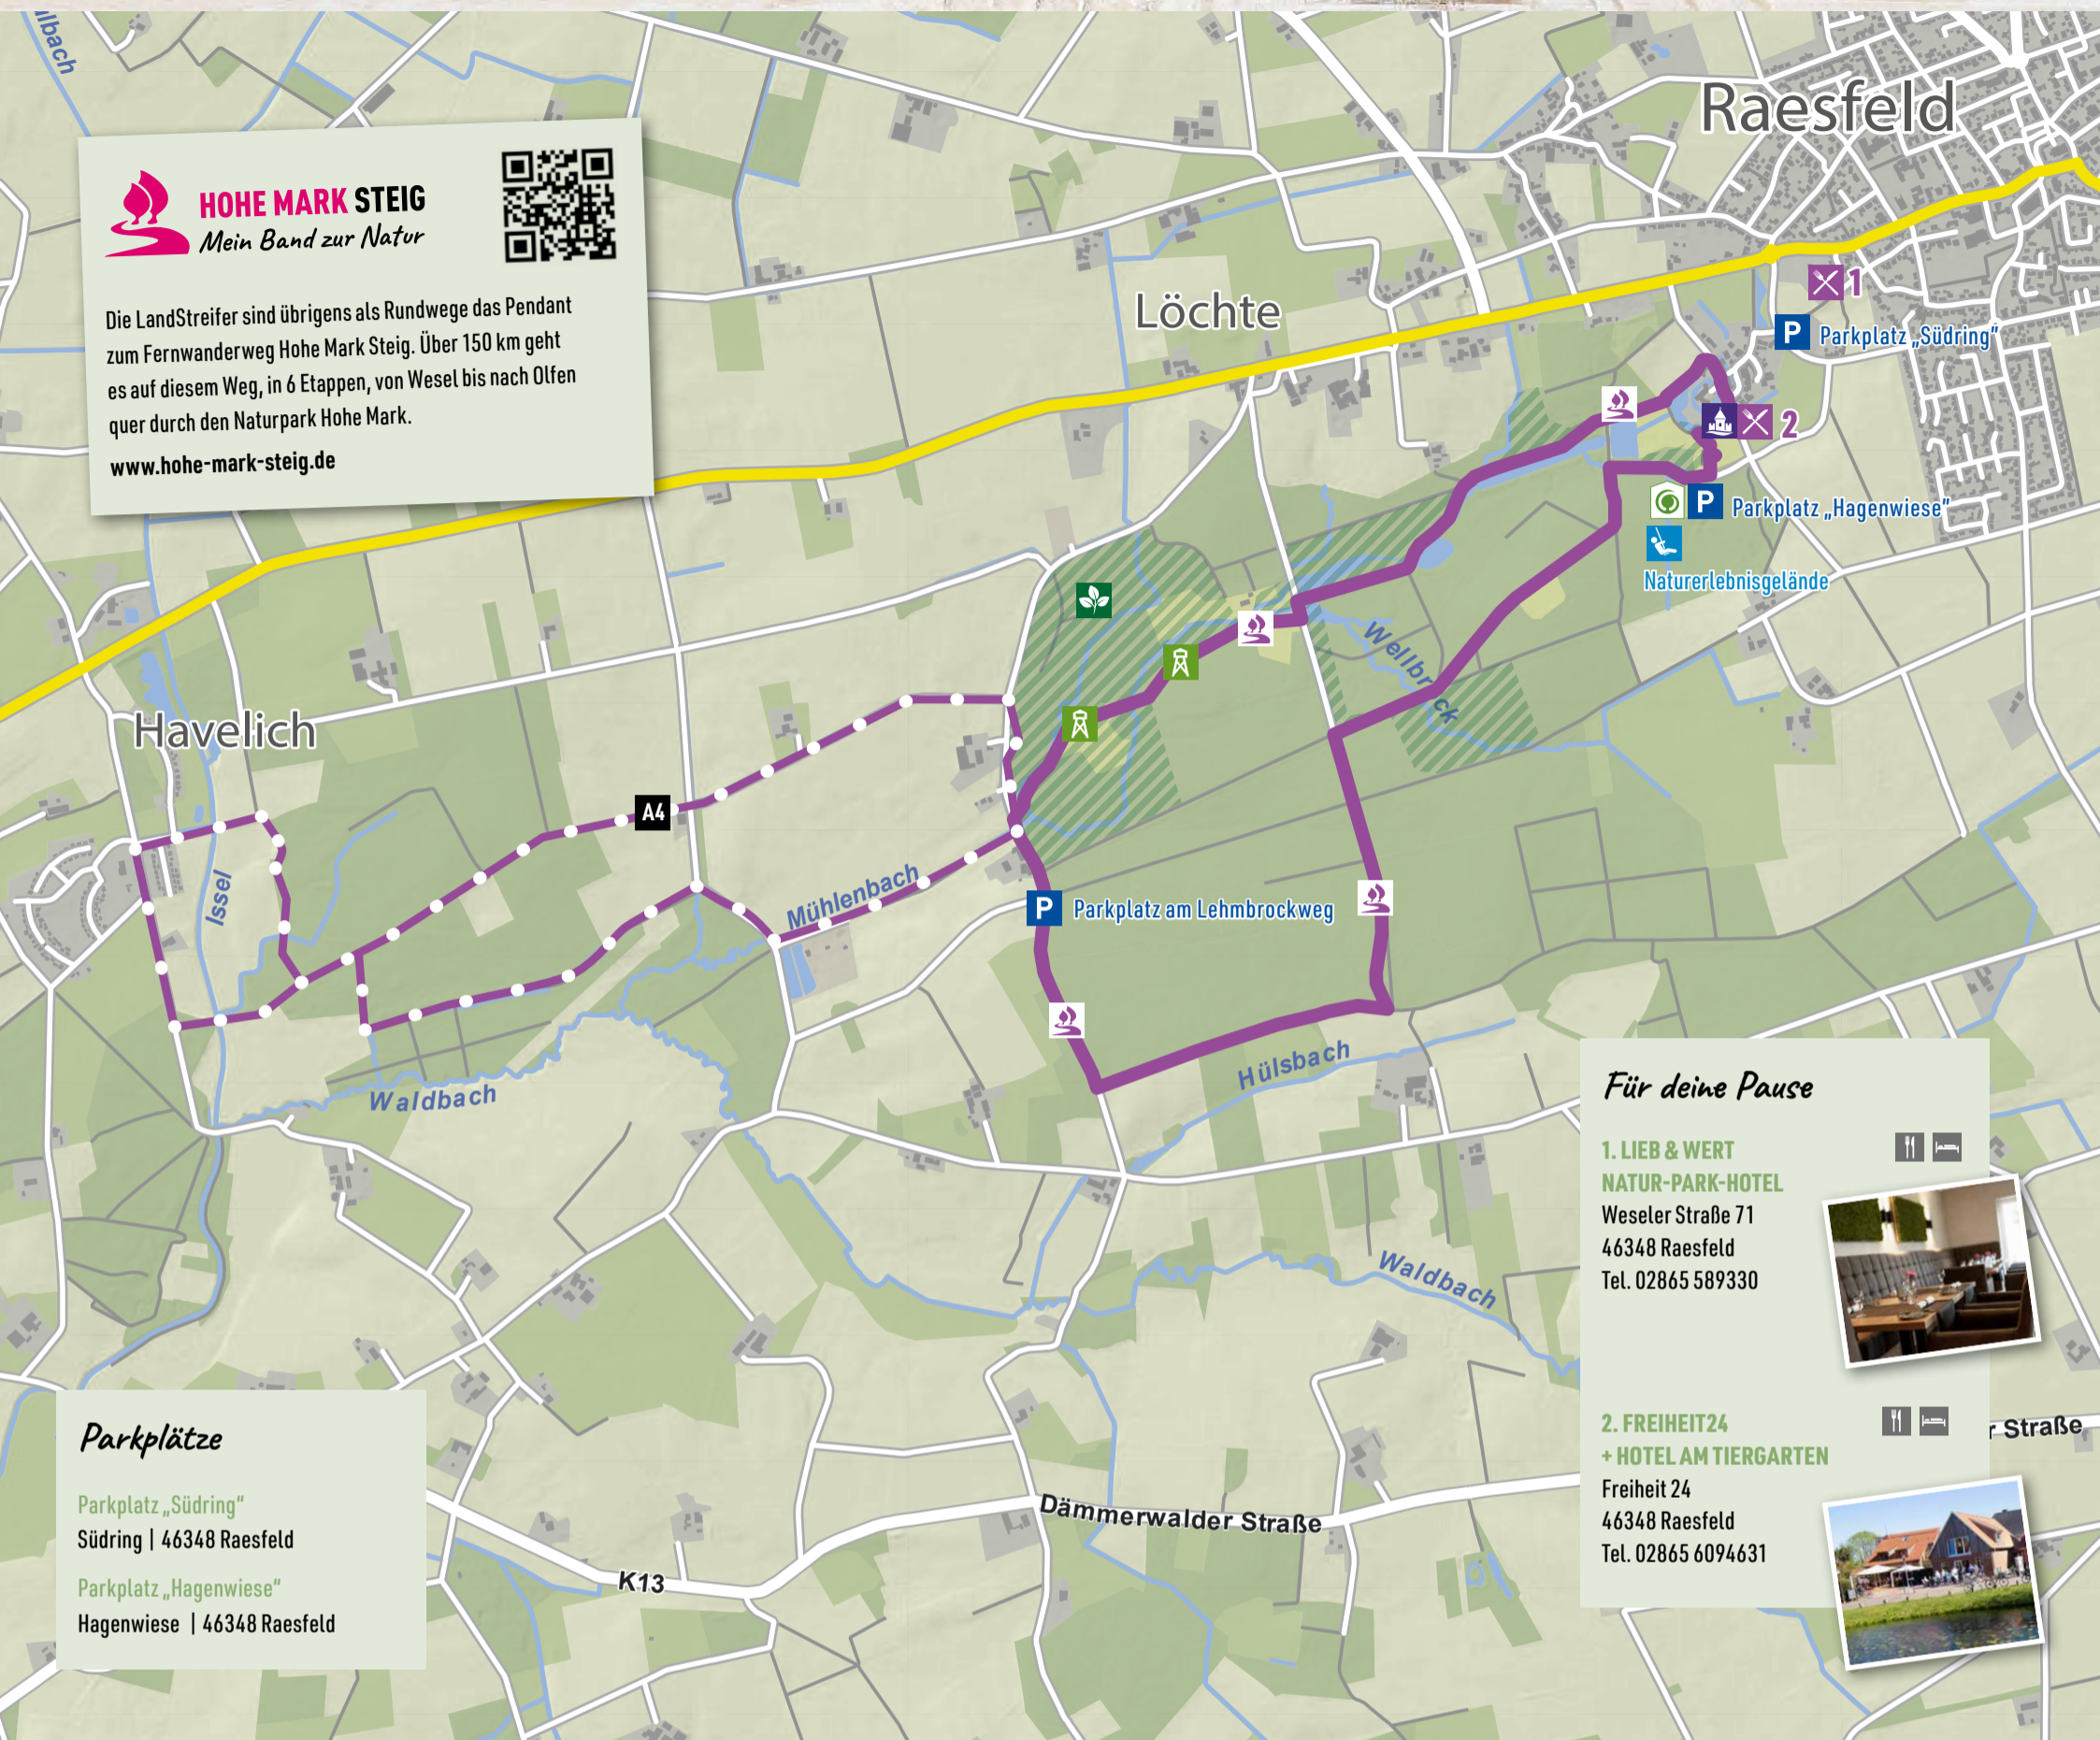 Raesfeld
HOHE MARK STEIG
Mein Band zur Natur
Die LandStreifer sind übrigens als Rundwege das Pendant
zum Fernwanderweg Hohe Mark Steig. Über 150 km geht
es auf diesem Weg, in 6 Etappen, von Wesel bis nach Olfen
quer durch den Naturpark Hohe Mark.
www.hohe-mark-steig.de
Löchte
1
P Parkplatz „Südring“
2
P Parkplatz „Hagenwiese“
Naturerlebnisgelände
Wellbrock
Havelich
A4
Issel
Mühlenbach
P Parkplatz am Lehmbrockweg
Hülsbach
Waldbach
Waldbach
Für deine Pause
1. LIEB & WERT
NATUR-PARK-HOTEL
Weseler Straße 71
46348 Raesfeld
Tel. 02865 589330
2. FREIHEIT24
+ HOTEL AM TIERGARTEN
Freiheit 24
46348 Raesfeld
Tel. 02865 6094631
r Straße
Dämmerwalder Straße
K13
Parkplätze
Parkplatz „Südring“
Südring | 46348 Raesfeld
Parkplatz „Hagenwiese“
Hagenwiese | 46348 Raesfeld